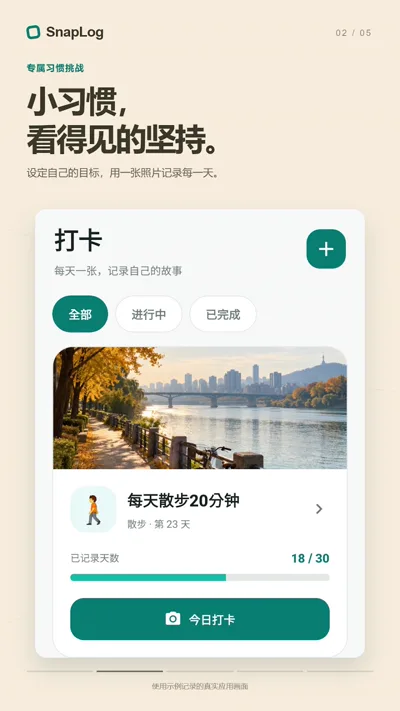 SnapLog
02 / 05
专属习惯挑战
小习惯，
看得见的坚持。
设定自己的目标，用一张照片记录每一天。
打卡
每天一张，记录自己的故事
全部
进行中
已完成
每天散步20分钟
散步 · 第 23 天
已记录天数
18 / 30
今日打卡
使用示例记录的真实应用画面